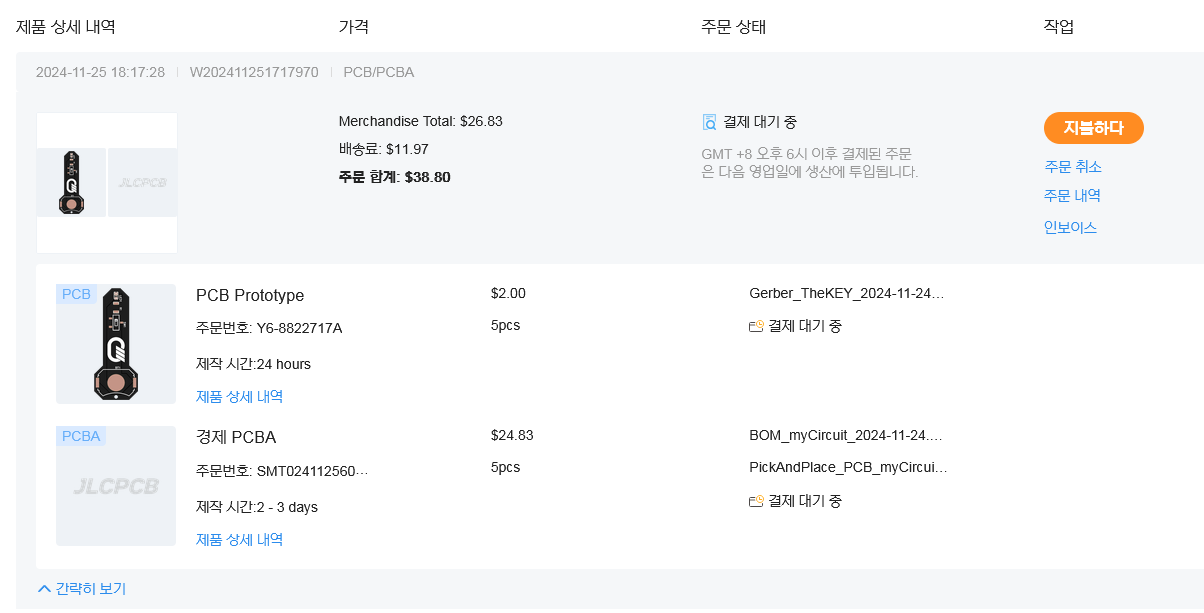 제품 상세 내역 가격 주문 상태 작업
2024-11-25 18:17:28 W202411251717970 PCB/PCBA
Merchandise Total: $26.83
배송료: $11.97
주문 합계: $38.80
결제 대기 중
GMT +8 오후 6시 이후 결제된 주문
은 다음 영업일에 생산에 투입됩니다.
지불하다
주문 취소
주문 내역
인보이스
JLCPCB
PCB
PCB Prototype
주문번호: Y6-8822717A
제작 시간:24 hours
제품 상세 내역
$2.00
5pcs
Gerber_TheKEY_2024-11-24...
결제 대기 중
PCBA
JLCPCB
경제 PCBA
주문번호: SMT024112560...
제작 시간:2 - 3 days
제품 상세 내역
$24.83
5pcs
BOM_myCircuit_2024-11-24....
PickAndPlace_PCB_myCircui...
결제 대기 중
간략히 보기